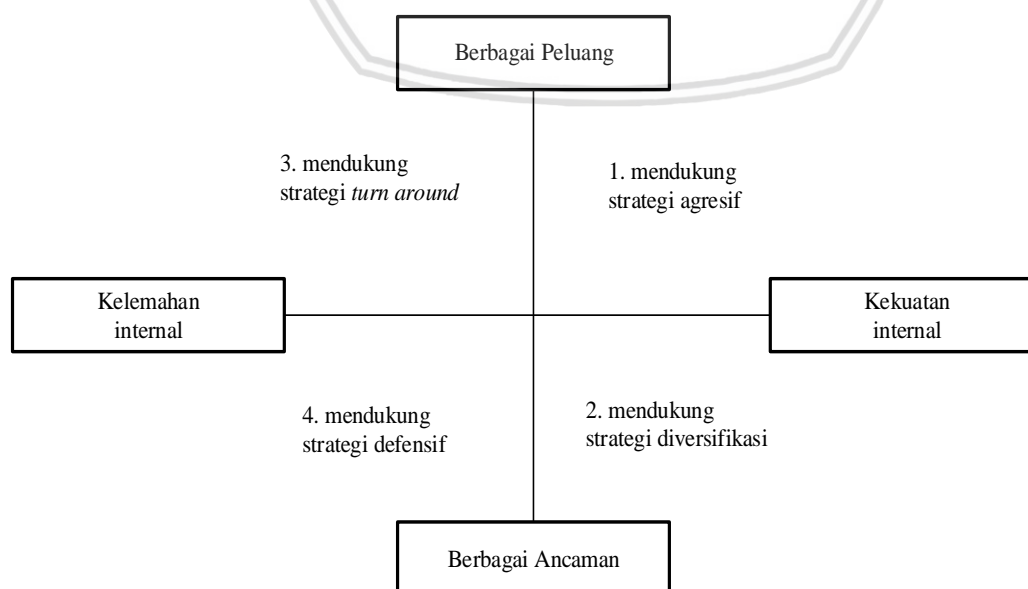 Berbagai Peluang
3. mendukung
strategi turn around
1. mendukung
strategi agresif
Kelemahan
internal
Kekuatan
internal
4. mendukung
strategi defensif
2. mendukung
strategi diversifikasi
Berbagai Ancaman